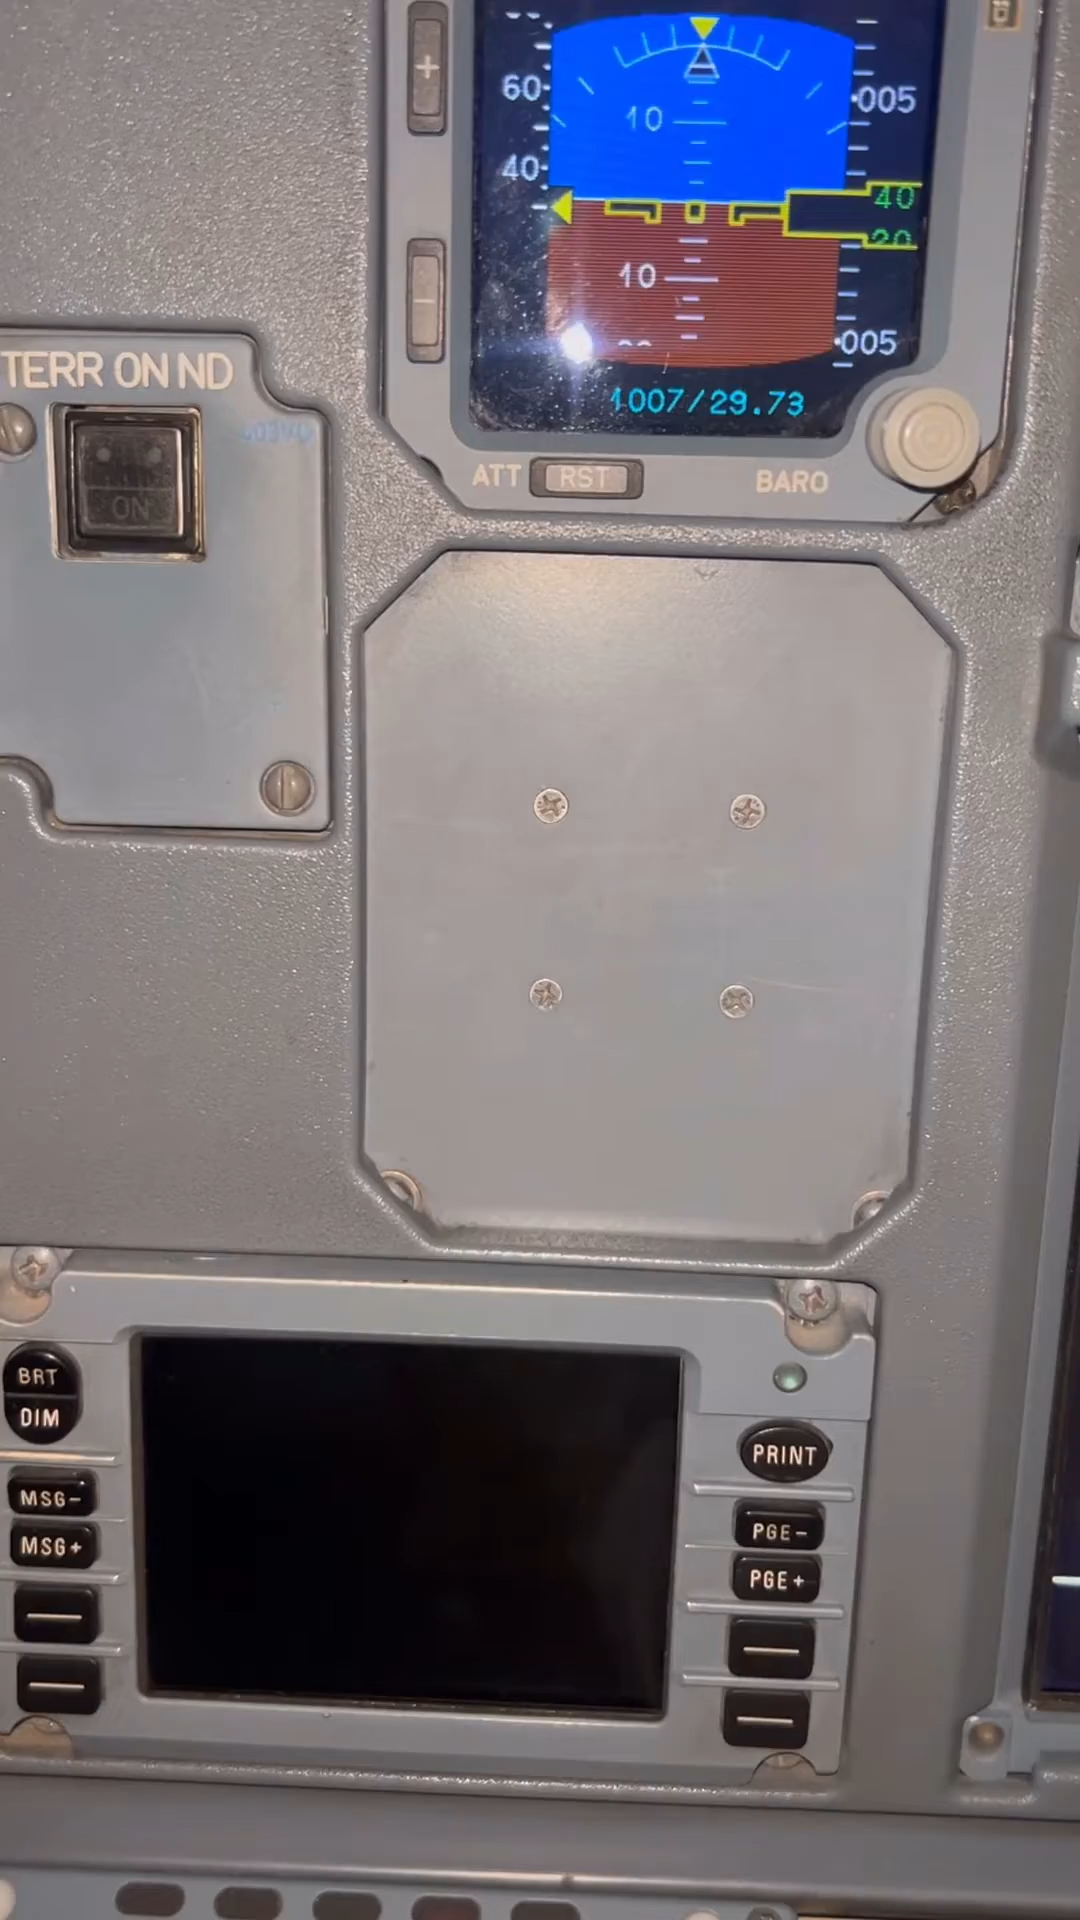 +
60
10
005
40
40
20
10
005
1007/29.73
ATT RST BARO
TERR ON ND
ON
BRT
DIM
MSG-
MSG+
PRINT
PGE-
PGE+